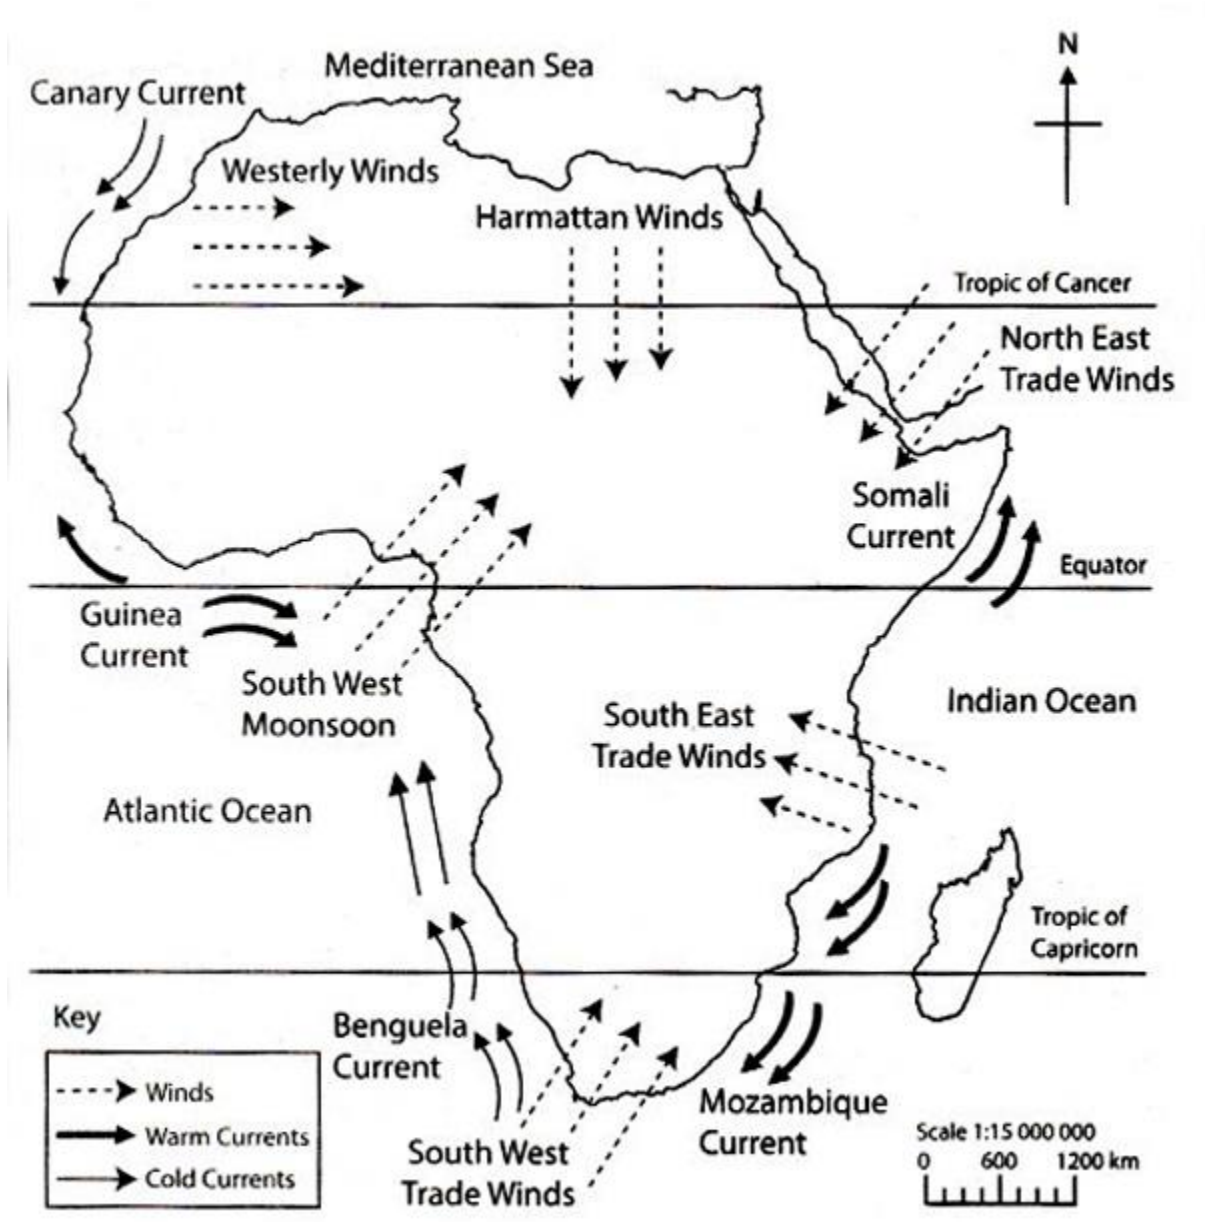 N
Mediterranean Sea
Canary Current
Westerly Winds
Harmattan Winds
Tropic of Cancer
North East
Trade Winds
Somali
Current
Equator
Guinea
Current
South West
Moonsoon
South East
Trade Winds
Indian Ocean
Atlantic Ocean
Tropic of
Capricorn
Key
Winds
Warm Currents
Cold Currents
Benguela
Current
South West
Trade Winds
Mozambique
Current
Scale 1:15 000 000
0 600 1200 km